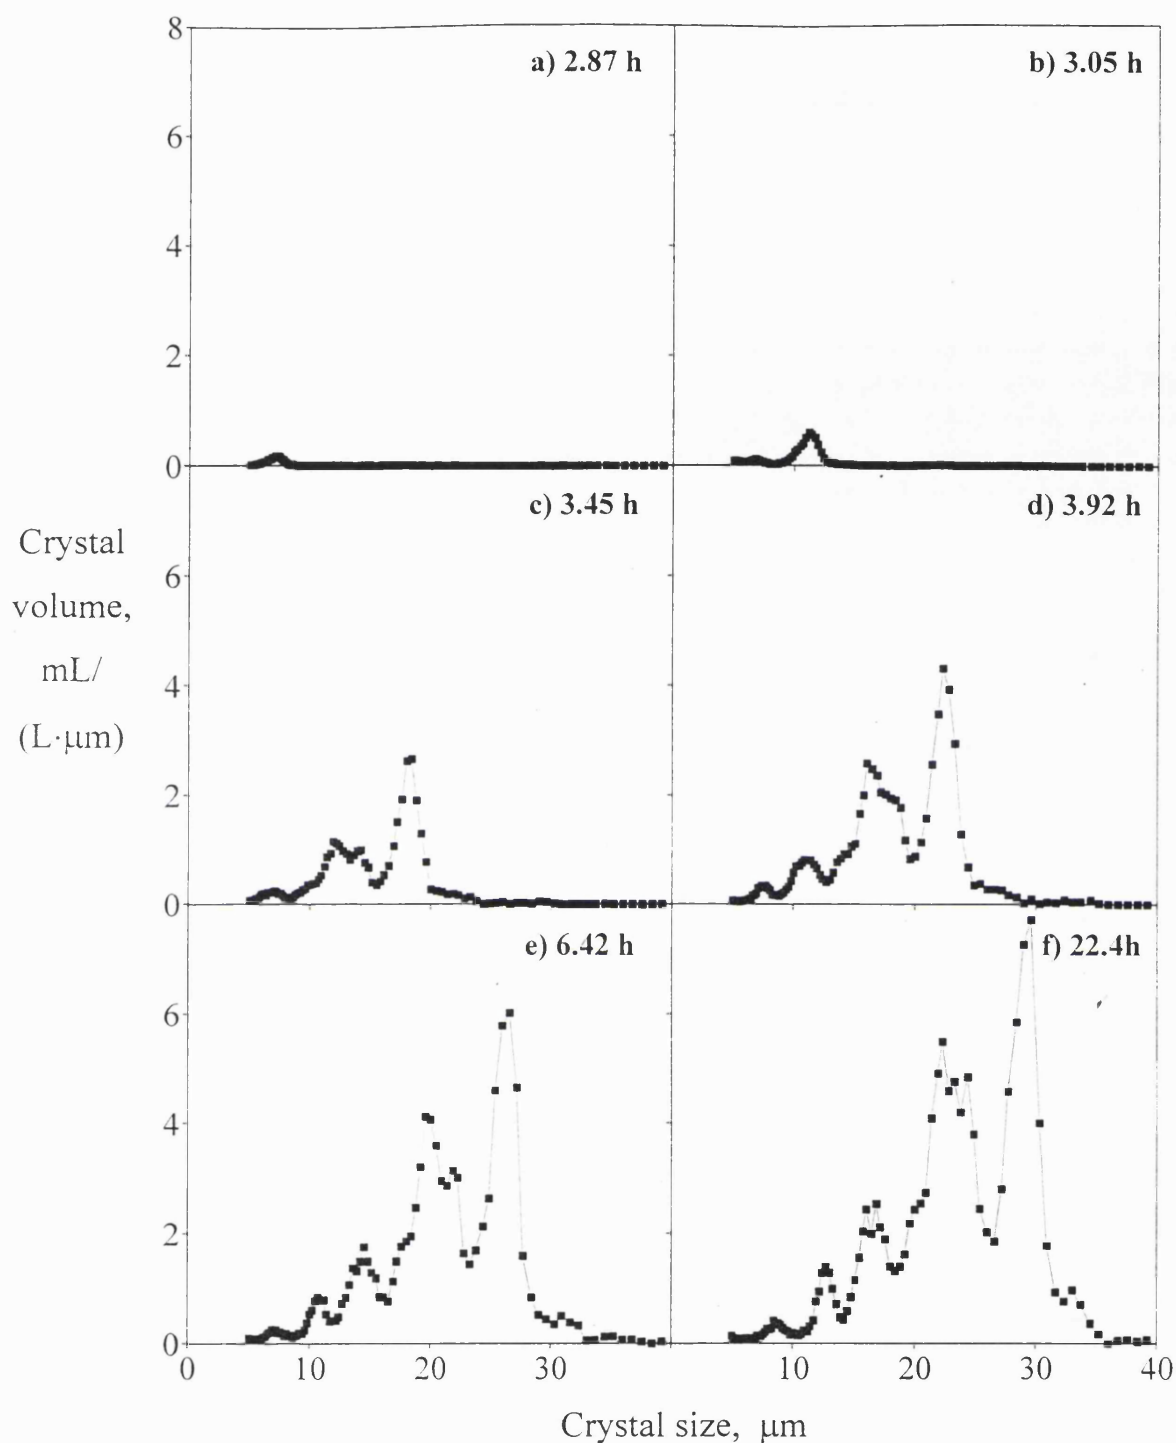 8
a) 2.87 h
b) 3.05 h
6
4
2
0
c) 3.45 h
d) 3.92 h
Crystal
volume,
mL/
(L·µm)
6
4
2
0
e) 6.42 h
f) 22.4h
6
4
2
0
0 10 20 30 10 20 30 40
Crystal size, µm